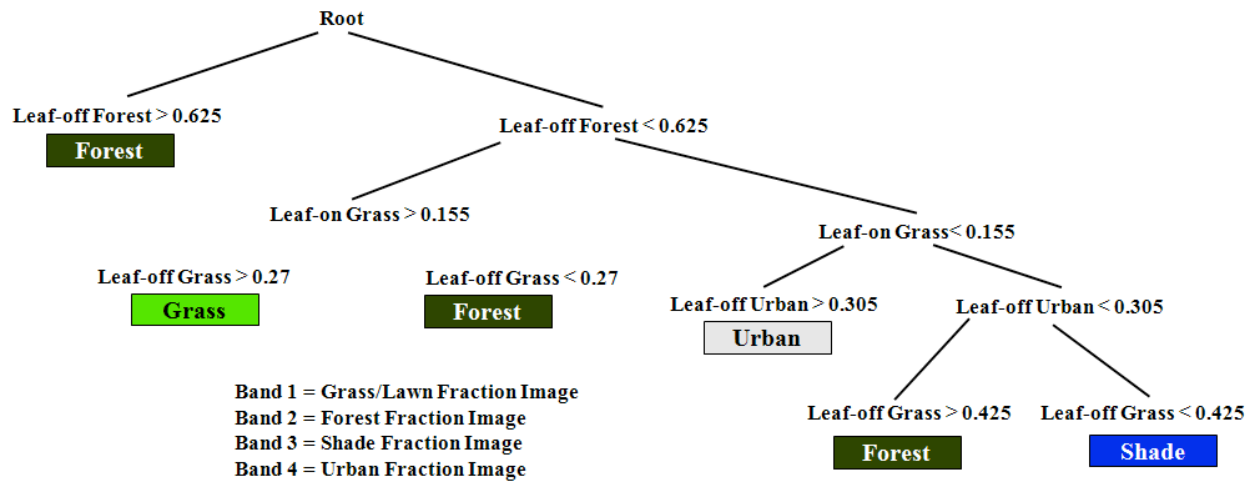 Root
Leaf-off Forest > 0.625
Forest
Leaf-off Forest < 0.625
Leaf-on Grass > 0.155
Leaf-on Grass< 0.155
Leaf-off Grass > 0.27
Grass
Leaf-off Grass < 0.27
Forest
Leaf-off Urban > 0.305
Urban
Leaf-off Urban < 0.305
Leaf-off Grass > 0.425
Forest
Leaf-off Grass < 0.425
Shade
Band 1 = Grass/Lawn Fraction Image
Band 2 = Forest Fraction Image
Band 3 = Shade Fraction Image
Band 4 = Urban Fraction Image